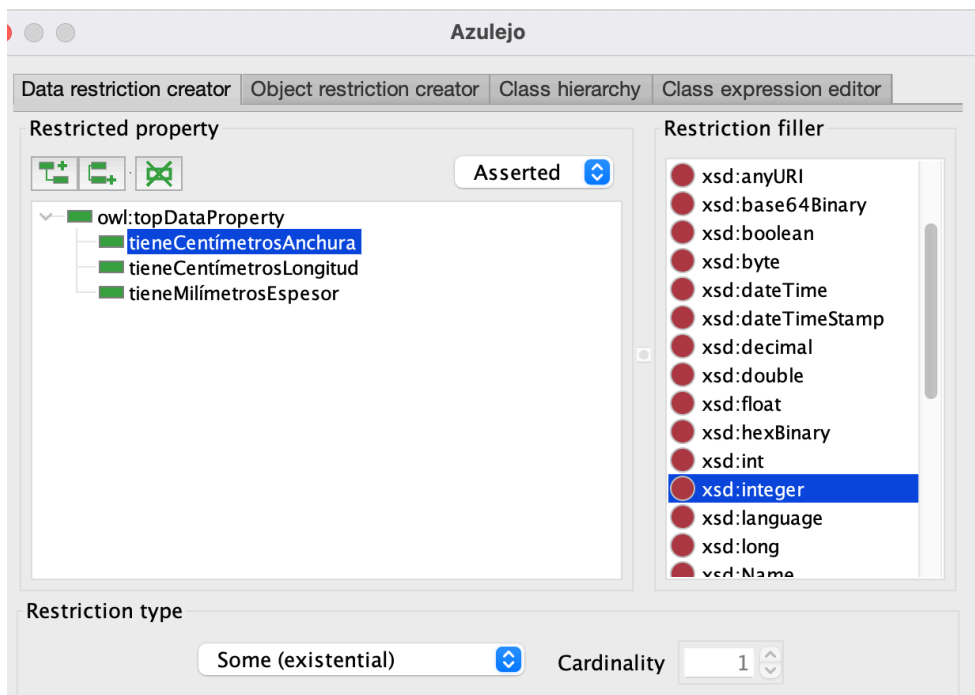 Azulejo
Data restriction creator Object restriction creator Class hierarchy Class expression editor
Restricted property
Asserted
owl:topDataProperty
tieneCentímetrosAnchura
tieneCentímetrosLongitud
tieneMilímetrosEspesor
Restriction filler
xsd:anyURI
xsd:base64Binary
xsd:boolean
xsd:byte
xsd:dateTime
xsd:dateTimeStamp
xsd:decimal
xsd:double
xsd:float
xsd:hexBinary
xsd:int
xsd:integer
xsd:language
xsd:long
xsd:Name
Restriction type
Some (existential) Cardinality 1